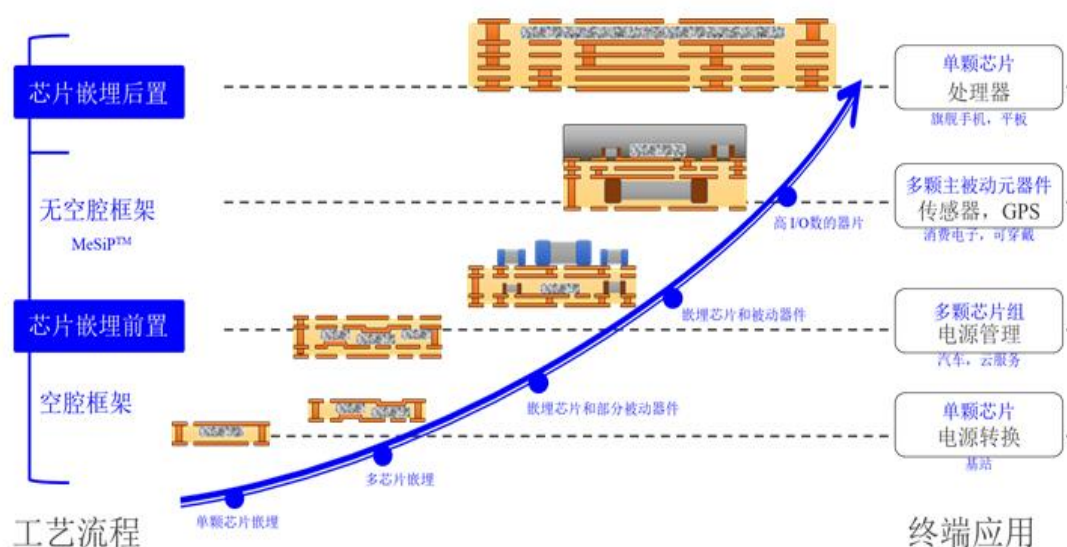 芯片嵌埋后置
无空腔框架
MeSiP™
芯片嵌埋前置
空腔框架
工艺流程
单颗芯片嵌埋
多芯片嵌埋
嵌埋芯片和部分被动器件
嵌埋芯片和被动器件
高 I/O数的器片
单颗芯片
处理器
旗舰手机，平板
多颗主被动元器件
传感器，GPS
消费电子，可穿戴
多颗芯片组
电源管理
汽车，云服务
单颗芯片
电源转换
基站
终端应用